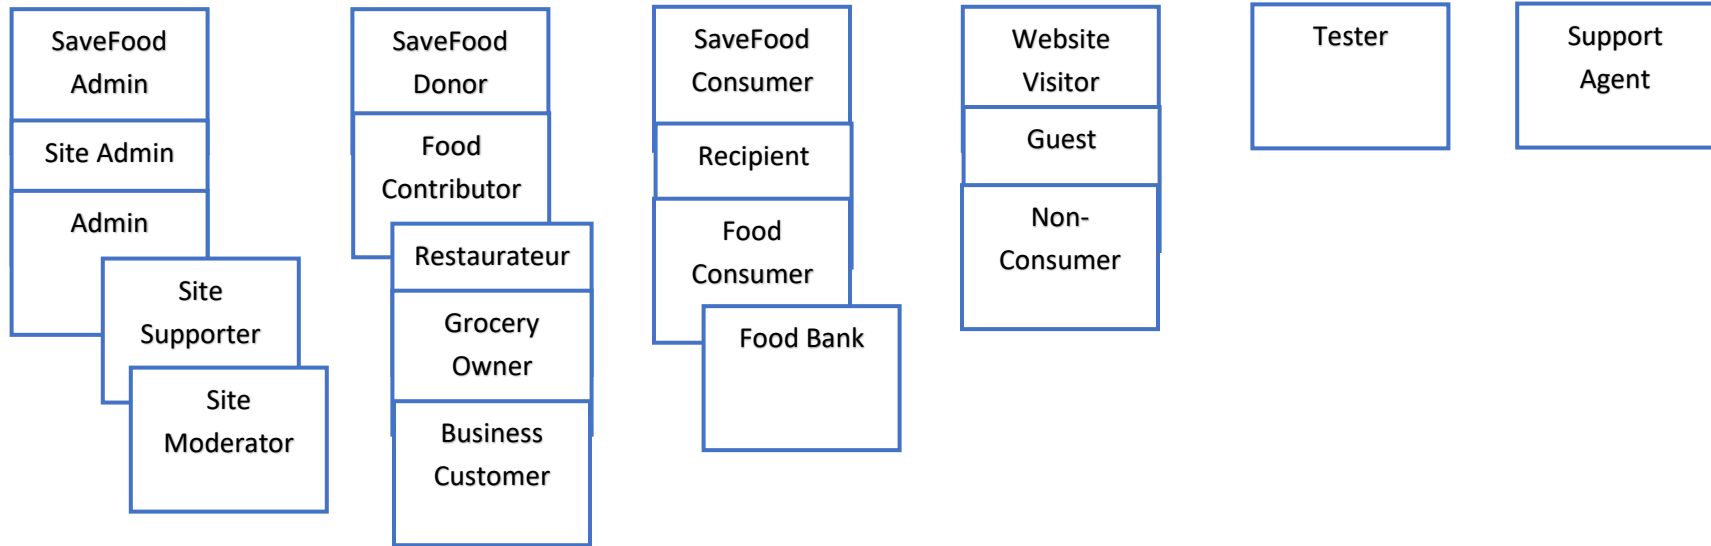 SaveFood
Admin
Site Admin
Admin
Site
Supporter
Site
Moderator
SaveFood
Donor
Food
Contributor
Restaurateur
Grocery
Owner
Business
Customer
SaveFood
Consumer
Recipient
Food
Consumer
Food Bank
Website
Visitor
Guest
Non-
Consumer
Tester
Support
Agent